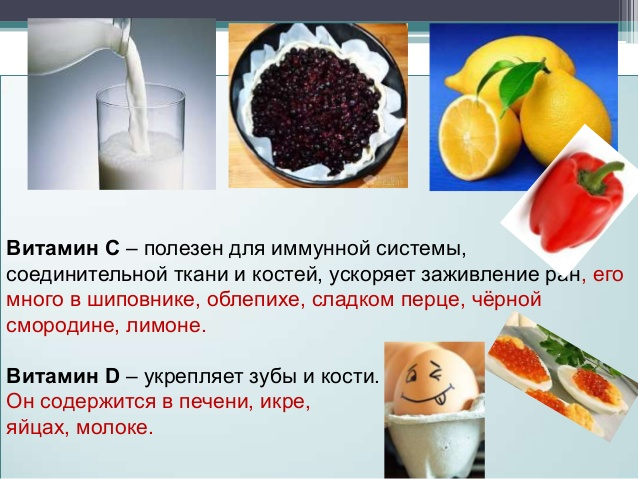 Витамин С – полезен для иммунной системы,
соединительной ткани и костей, ускоряет заживление ран, его
много в шиповнике, облепихе, сладком перце, чёрной
смородине, лимоне.
Витамин D – укрепляет зубы и кости.
Он содержится в печени, икре,
яйцах, молоке.